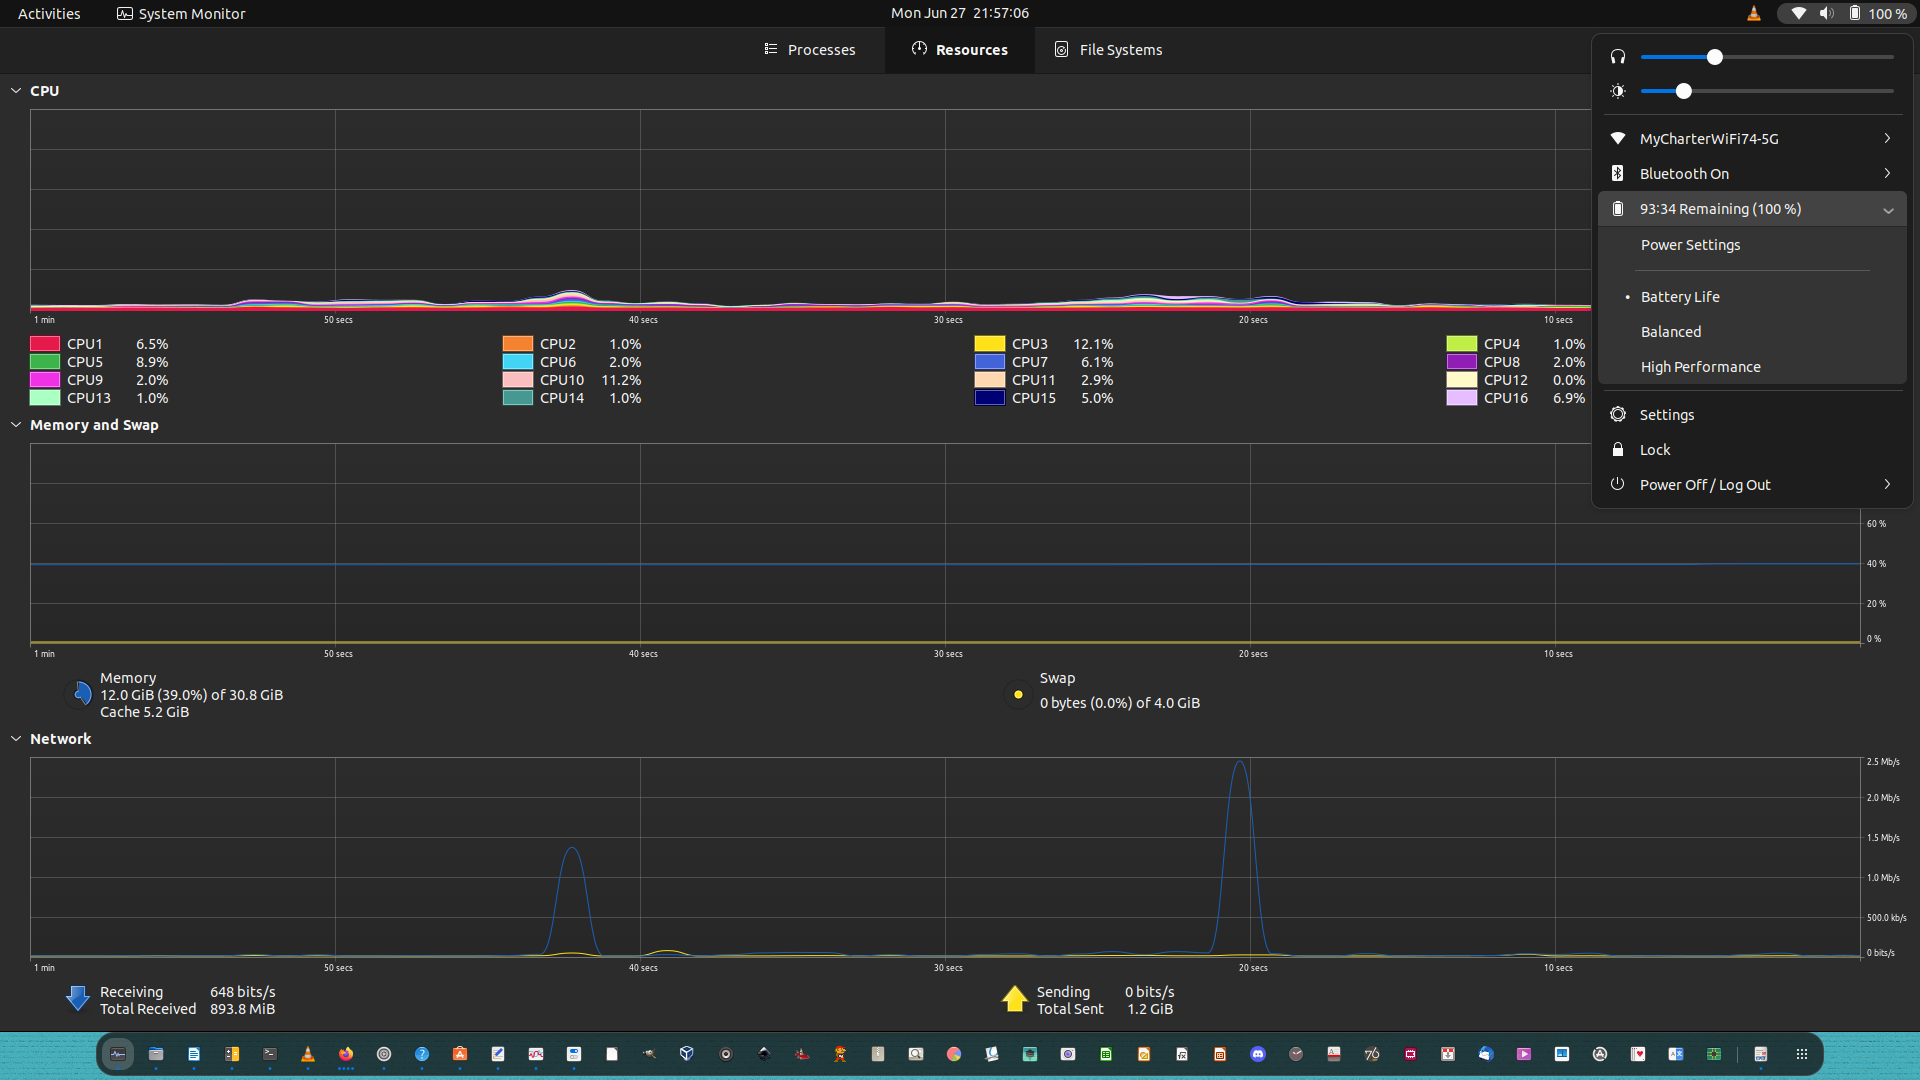 Activities
System Monitor
Mon Jun 27 21:57:06
100 %
Processes
Resources
File Systems
CPU
1 min
50 secs
40 secs
30 secs
20 secs
10 secs
CPU1 6.5%
CPU2 1.0%
CPU3 12.1%
CPU4 1.0%
CPU5 8.9%
CPU6 2.0%
CPU7 6.1%
CPU8 2.0%
CPU9 2.0%
CPU10 11.2%
CPU11 2.9%
CPU12 0.0%
CPU13 1.0%
CPU14 1.0%
CPU15 5.0%
CPU16 6.9%
MyCharterWiFi74-5G
Bluetooth On
93:34 Remaining (100 %)
Power Settings
Battery Life
Balanced
High Performance
Settings
Lock
Power Off / Log Out
Memory and Swap
60 %
40 %
20 %
0 %
1 min
50 secs
40 secs
30 secs
20 secs
10 secs
Memory
12.0 GiB (39.0%) of 30.8 GiB
Cache 5.2 GiB
Swap
0 bytes (0.0%) of 4.0 GiB
Network
2.5 Mb/s
2.0 Mb/s
1.5 Mb/s
1.0 Mb/s
500.0 kb/s
0 bits/s
1 min
50 secs
40 secs
30 secs
20 secs
10 secs
Receiving 648 bits/s
Total Received 893.8 MiB
Sending 0 bits/s
Total Sent 1.2 GiB
76